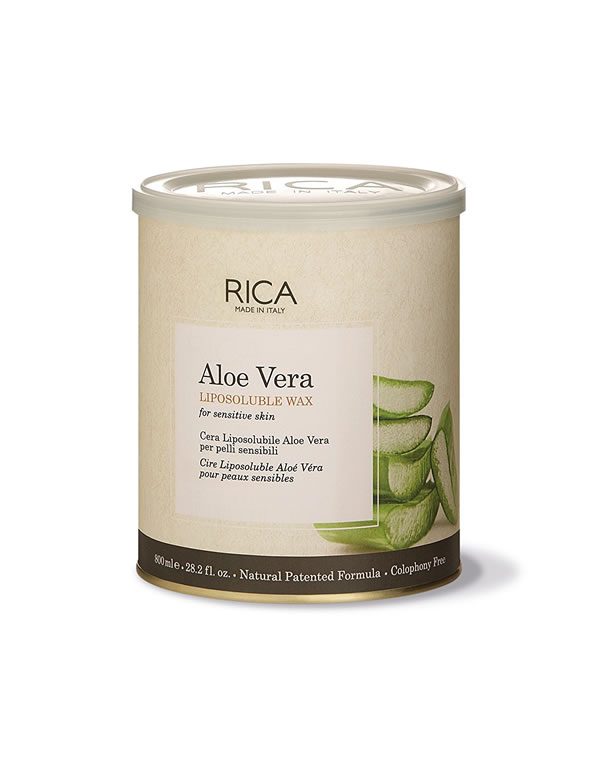 RICA
MADE IN ITALY
RICA
MADE IN ITALY
Aloe Vera
LIPOSOLUBLE WAX
for sensitive skin
Cera Liposolubile Aloe Vera
per pelli sensibili
Cire Liposoluble Aloé Véra
pour peaux sensibles
800 ml e • 28.2 fl. oz. • Natural Patented Formula • Colophony Free